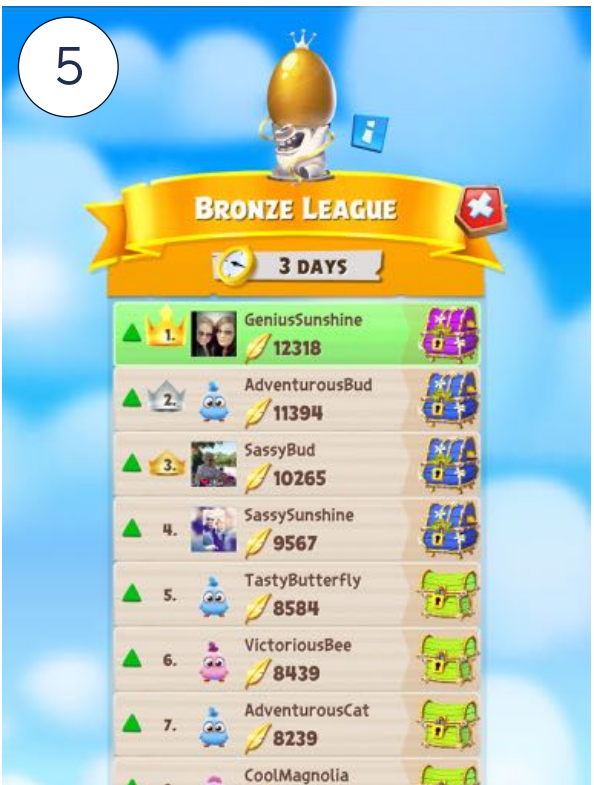 5
i
BRONZE LEAGUE
3 DAYS
GeniusSunshine
1.
12318
AdventurousBud
2.
11394
SassyBud
3.
10265
SassySunshine
4.
9567
TastyButterfly
5.
8584
VictoriousBee
6.
8439
AdventurousCat
7.
8239
CoolMagnolia